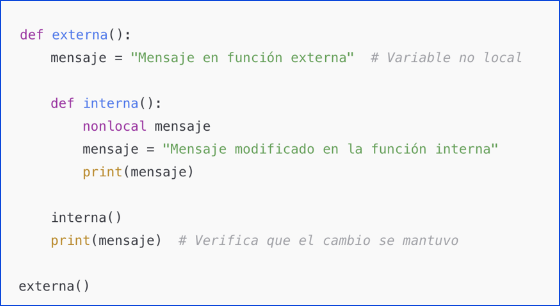 def externa():
    mensaje = "Mensaje en función externa"  # Variable no local
    def interna():
        nonlocal mensaje
        mensaje = "Mensaje modificado en la función interna"
        print(mensaje)
    interna()
    print(mensaje)  # Verifica que el cambio se mantuvo
externa()